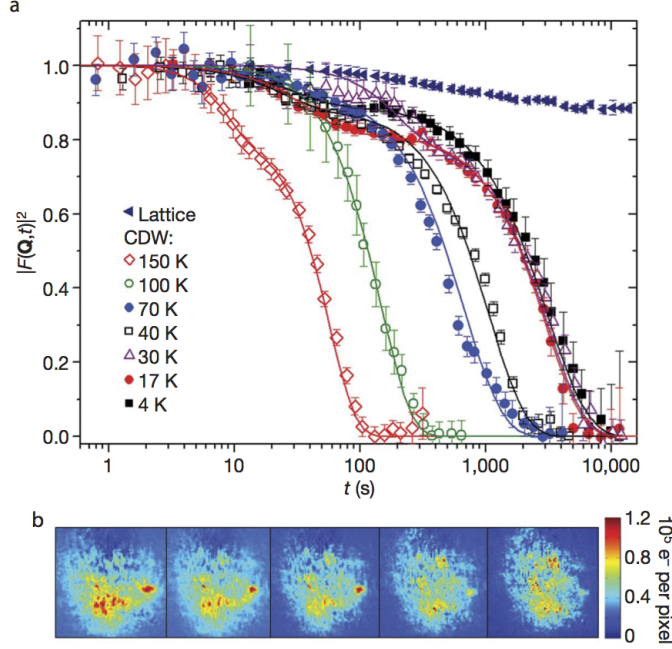 a
|F(Q,t)|²
1.0
0.8
0.6
0.4
0.2
0.0
Lattice
CDW:
150 K
100 K
70 K
40 K
30 K
17 K
4 K
1
10
100
1,000
10,000
t (s)
b
1.2
0.8
0.4
0
10⁵ e⁻ per pixel